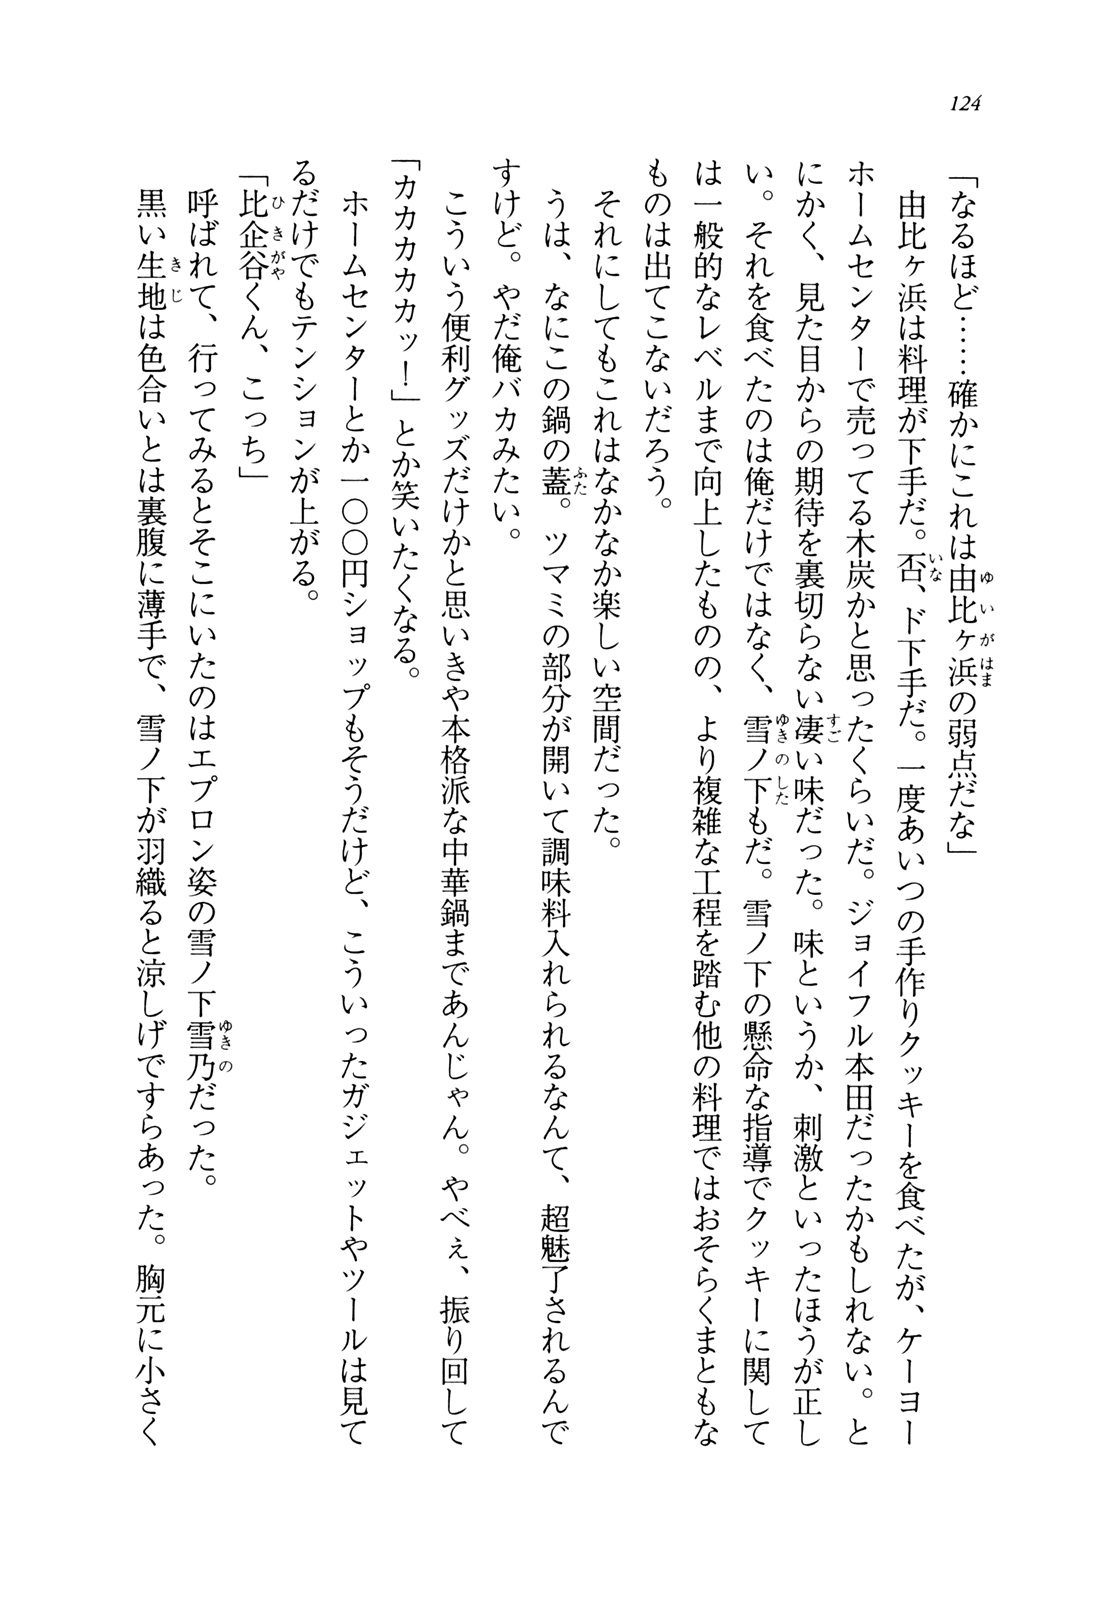 124
「なるほど……確かにこれは由比ヶ浜の弱点だな」
由比ヶ浜は料理が下手だ。否、ド下手だ。一度あいつの手作りクッキーを食べたが、ケーヨー
ホームセンターで売ってる木炭かと思ったくらいだ。ジョイフル本田だったかもしれない。と
にかく、見た目からの期待を裏切らない凄い味だった。味というか、刺激といったほうが正し
い。それを食べたのは俺だけではなく、雪ノ下もだ。雪ノ下の懸命な指導でクッキーに関して
は一般的なレベルまで向上したものの、より複雑な工程を踏む他の料理ではおそらくまともな
ものは出てこないだろう。
それにしてもこれはなかなか楽しい空間だった。
うは、なにこの鍋の蓋。ツマミの部分が開いて調味料入れられるなんて、超魅了されるんで
すけど。やだ俺バカみたい。
こういう便利グッズだけかと思いきや本格派な中華鍋まであんじゃん。やべぇ、振り回して
「カカカカカッ！」とか笑いたくなる。
ホームセンターとか一〇〇円ショップもそうだけど、こういったガジェットやツールは見て
るだけでもテンションが上がる。
「比企谷くん、こっち」
呼ばれて、行ってみるとそこにいたのはエプロン姿の雪ノ下雪乃だった。
黒い生地は色合いとは裏腹に薄手で、雪ノ下が羽織ると涼しげですらあった。胸元に小さく